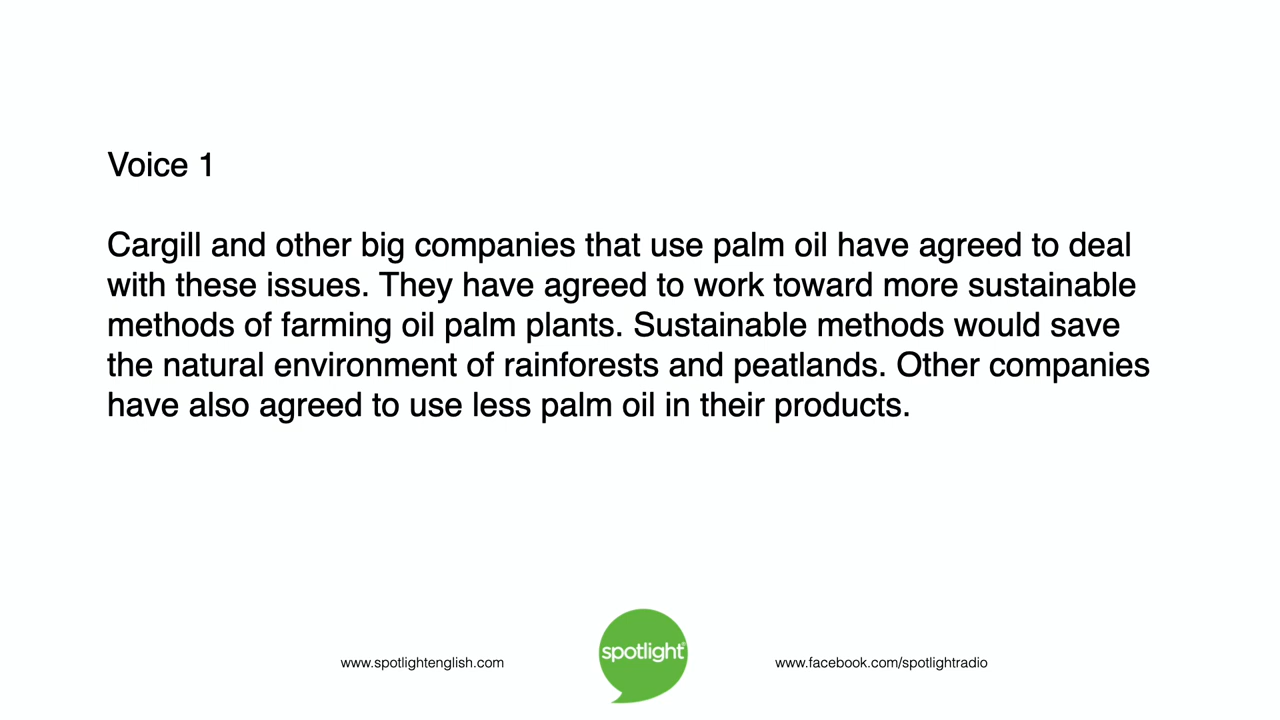 Voice 1
Cargill and other big companies that use palm oil have agreed to deal
with these issues. They have agreed to work toward more sustainable
methods of farming oil palm plants. Sustainable methods would save
the natural environment of rainforests and peatlands. Other companies
have also agreed to use less palm oil in their products.
www.spotlightenglish.com
spotlight®
www.facebook.com/spotlightradio